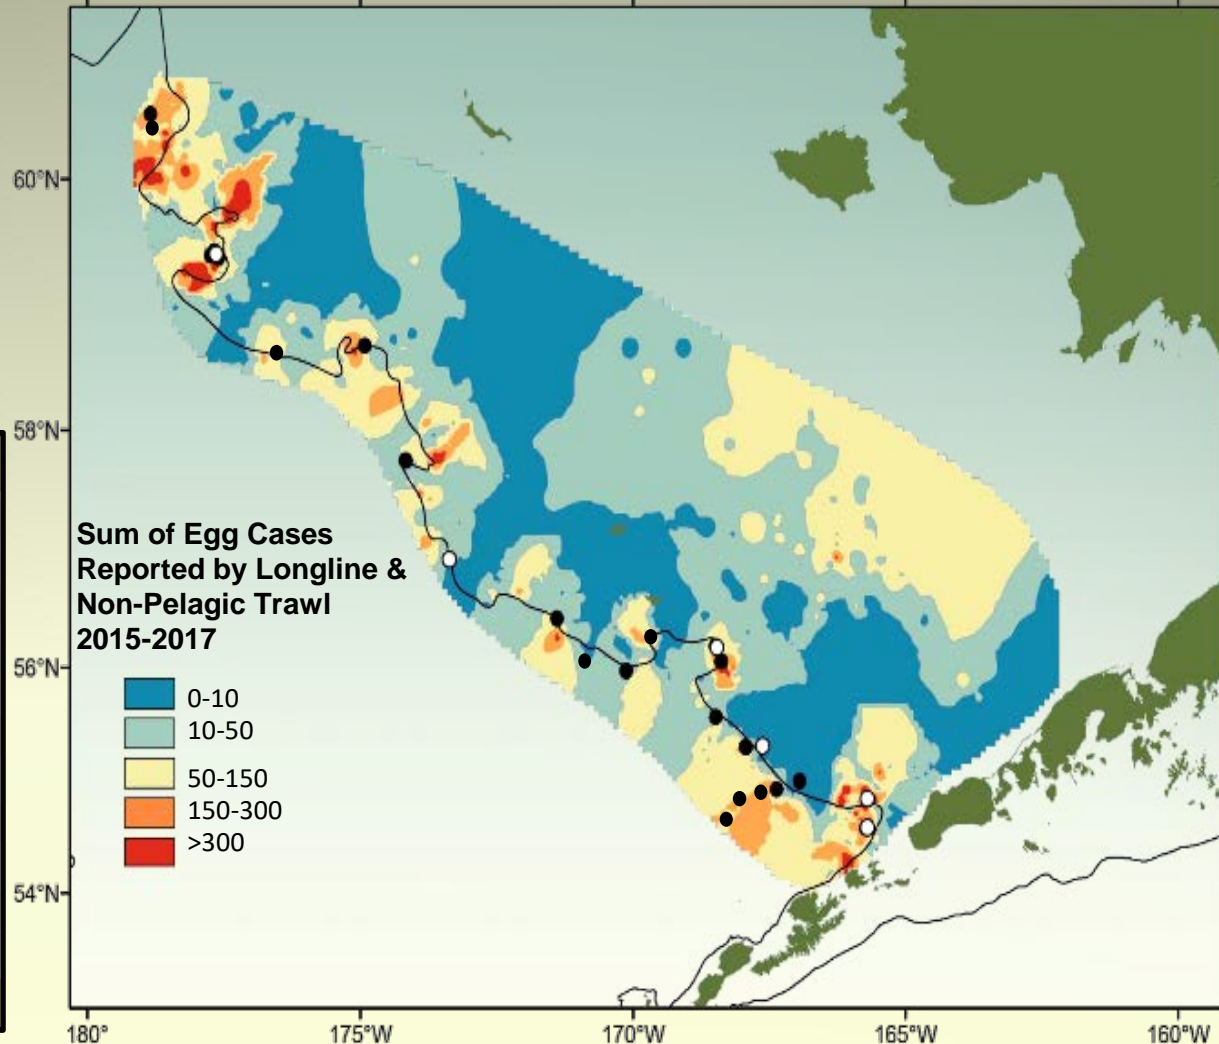 60°N
58°N
56°N
54°N
Sum of Egg Cases
Reported by Longline &
Non-Pelagic Trawl
2015-2017
0-10
10-50
50-150
150-300
>300
180°
175°W
170°W
165°W
160°W